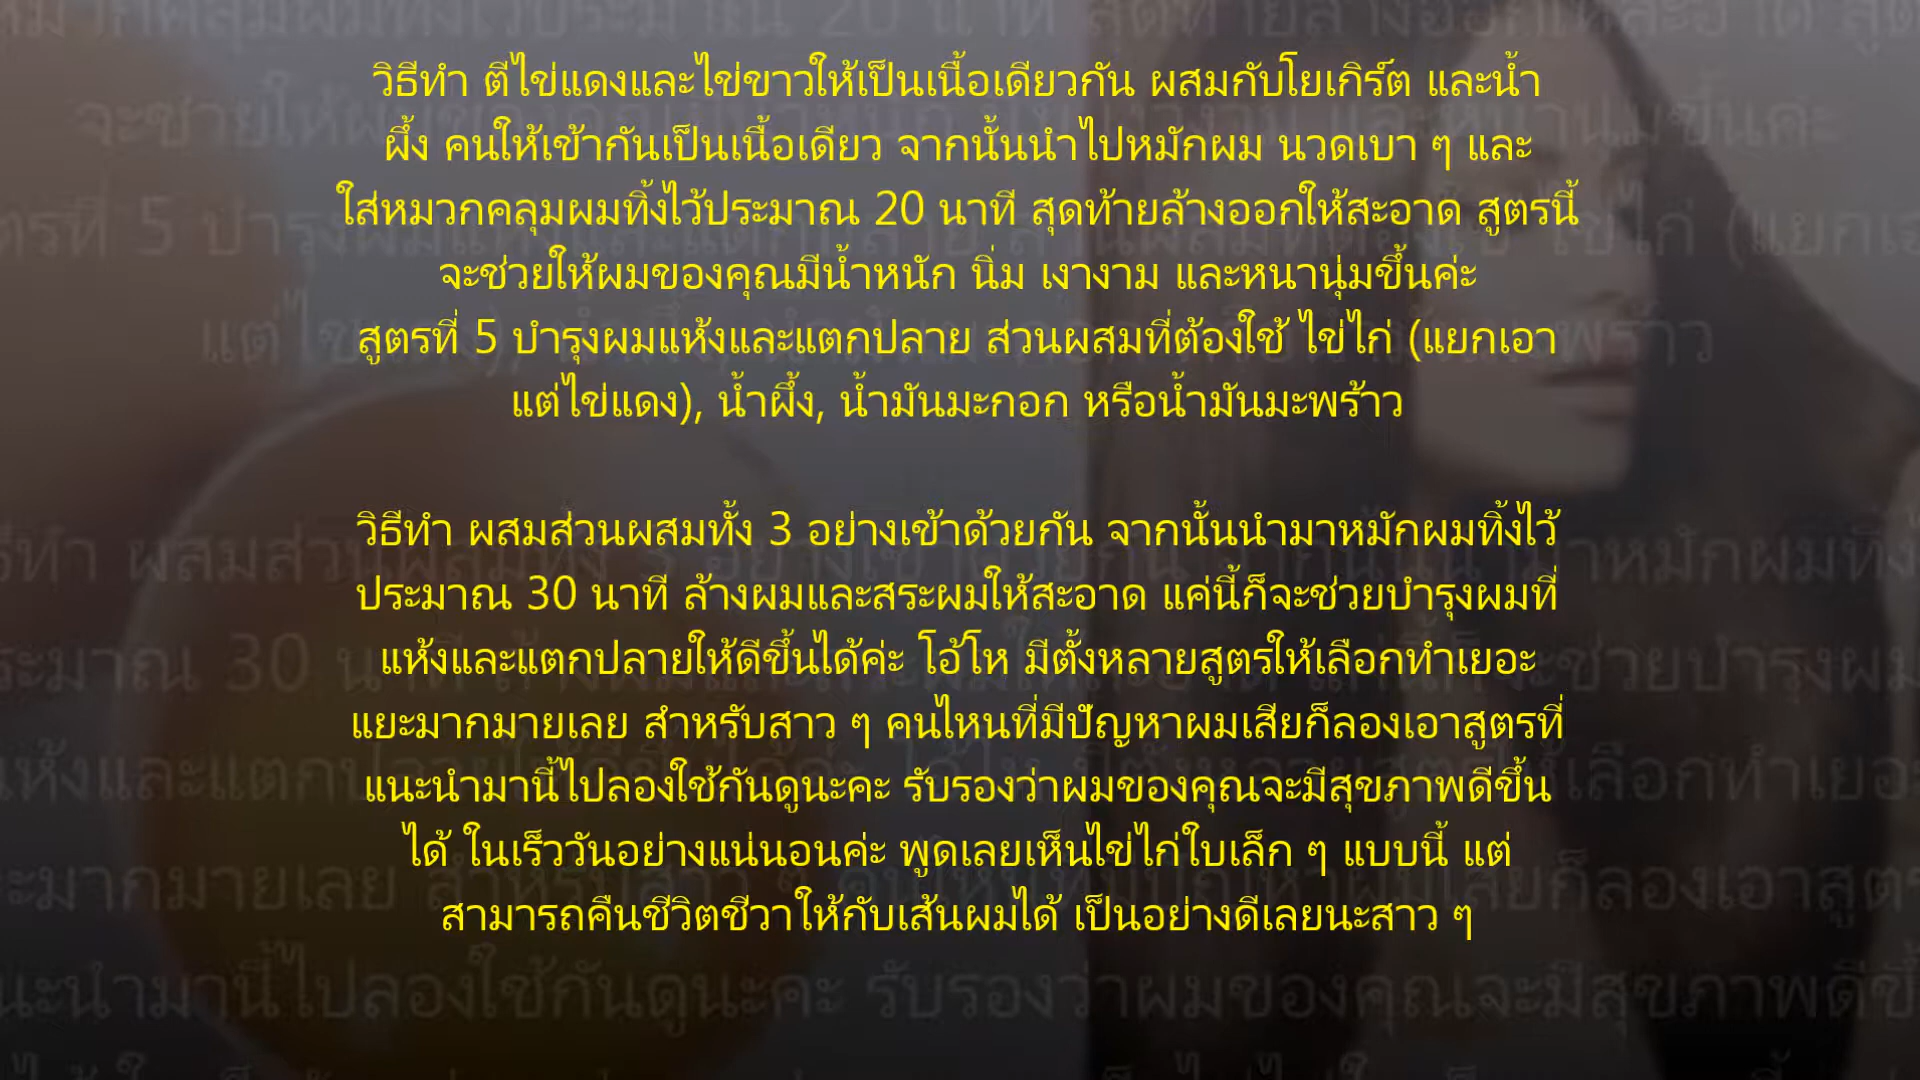 วิธีทำ ตีไข่แดงและไข่ขาวให้เป็นเนื้อเดียวกัน ผสมกับโยเกิร์ต และน้ำ
ผึ้ง คนให้เข้ากันเป็นเนื้อเดียว จากนั้นนำไปหมักผม นวดเบา ๆ และ
ใส่หมวกคลุมผมทิ้งไว้ประมาณ 20 นาที สุดท้ายล้างออกให้สะอาด สูตรนี้
จะช่วยให้ผมของคุณมีน้ำหนัก นิ่ม เงางาม และหนานุ่มขึ้นค่ะ
สูตรที่ 5 บำรุงผมแห้งและแตกปลาย ส่วนผสมที่ต้องใช้ ไข่ไก่ (แยกเอา
แต่ไข่แดง), น้ำผึ้ง, น้ำมันมะกอก หรือน้ำมันมะพร้าว
วิธีทำ ผสมส่วนผสมทั้ง 3 อย่างเข้าด้วยกัน จากนั้นนำมาหมักผมทิ้งไว้
ประมาณ 30 นาที ล้างผมและสระผมให้สะอาด แค่นี้ก็จะช่วยบำรุงผมที่
แห้งและแตกปลายให้ดีขึ้นได้ค่ะ โอ้โห มีตั้งหลายสูตรให้เลือกทำเยอะ
แยะมากมายเลย สำหรับสาว ๆ คนไหนที่มีปัญหาผมเสียก็ลองเอาสูตรที่
แนะนำมานี้ไปลองใช้กันดูนะคะ รับรองว่าผมของคุณจะมีสุขภาพดีขึ้น
ได้ ในเร็ววันอย่างแน่นอนค่ะ พูดเลยเห็นไข่ไก่ใบเล็ก ๆ แบบนี้ แต่
สามารถคืนชีวิตชีวาให้กับเส้นผมได้ เป็นอย่างดีเลยนะสาว ๆ